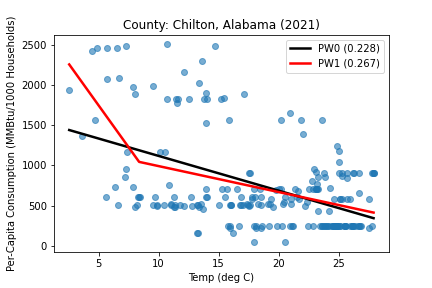 County: Chilton, Alabama (2021)
Per-Capita Consumption (MMBtu/1000 Households)
2500
2000
1500
1000
500
0
PW0 (0.228)
PW1 (0.267)
5
10
15
20
25
Temp (deg C)